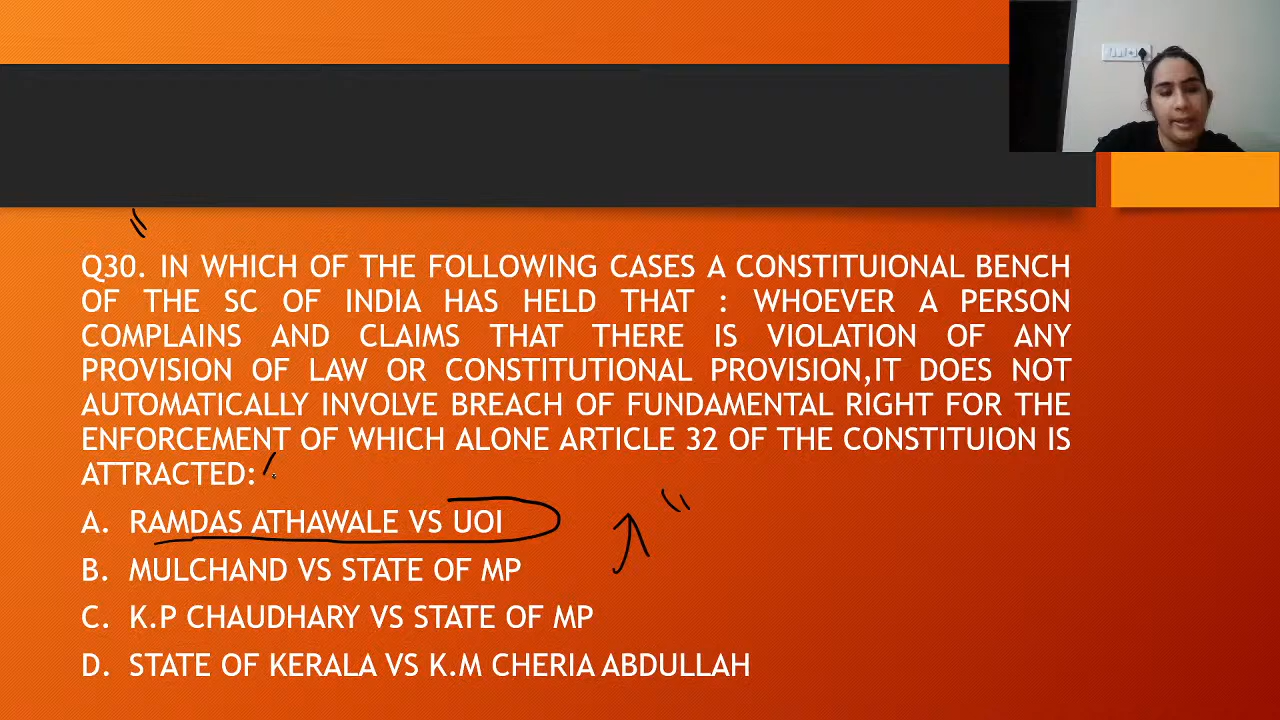 Q30. IN WHICH OF THE FOLLOWING CASES A CONSTITUIONAL BENCH
OF THE SC OF INDIA HAS HELD THAT : WHOEVER A PERSON
COMPLAINS AND CLAIMS THAT THERE IS VIOLATION OF ANY
PROVISION OF LAW OR CONSTITUTIONAL PROVISION,IT DOES NOT
AUTOMATICALLY INVOLVE BREACH OF FUNDAMENTAL RIGHT FOR THE
ENFORCEMENT OF WHICH ALONE ARTICLE 32 OF THE CONSTITUION IS
ATTRACTED:
A. RAMDAS ATHAWALE VS UOI
B. MULCHAND VS STATE OF MP
C. K.P CHAUDHARY VS STATE OF MP
D. STATE OF KERALA VS K.M CHERIA ABDULLAH